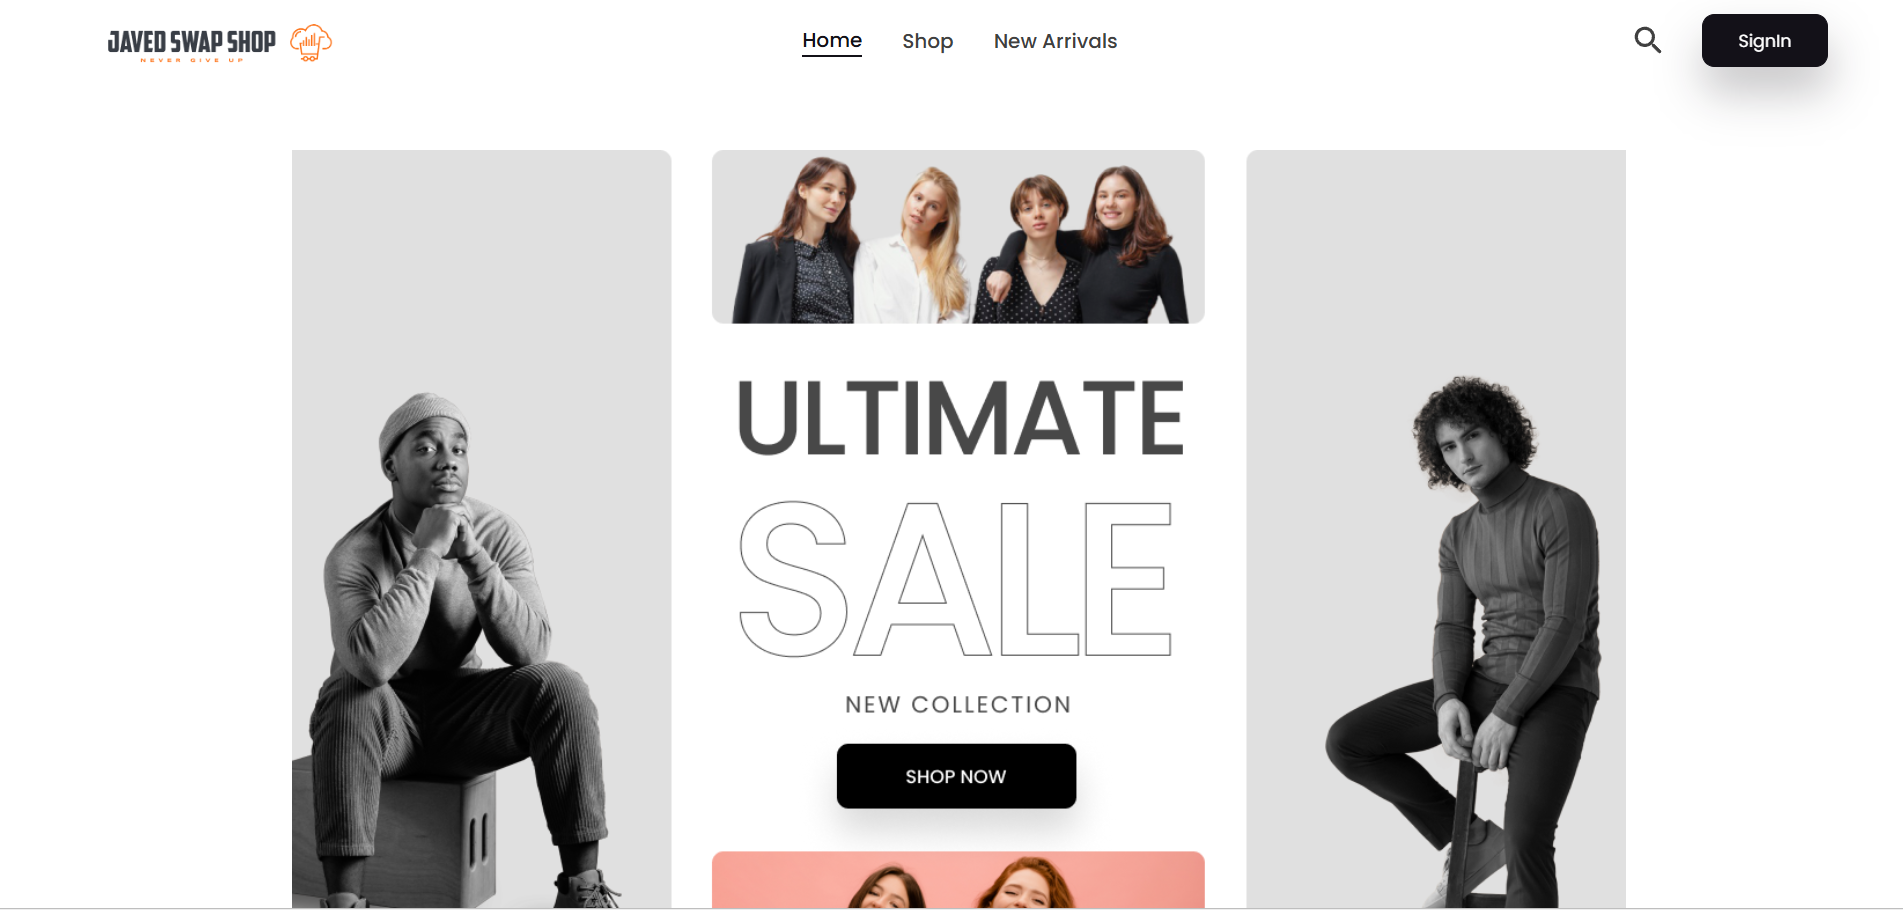 JAVED SWAP SHOP
NEVER GIVE UP
Home
Shop
New Arrivals
SignIn
ULTIMATE
SALE
NEW COLLECTION
SHOP NOW